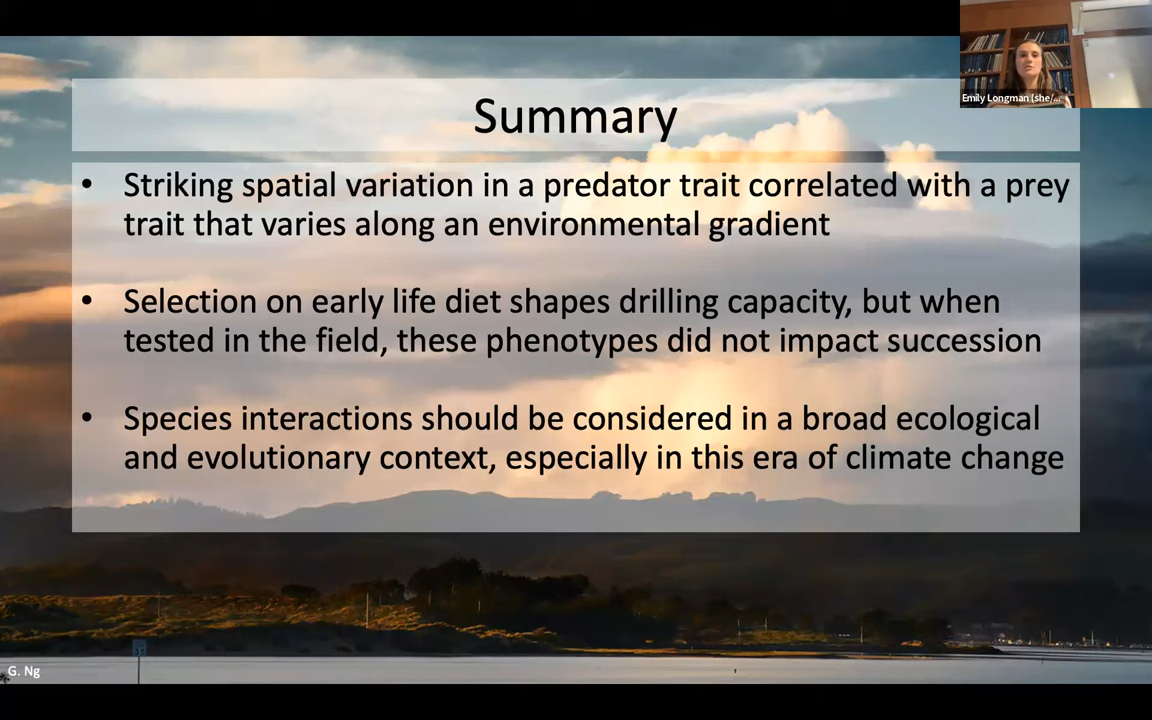 Emily Longman (she/...
Summary
• Striking spatial variation in a predator trait correlated with a prey
trait that varies along an environmental gradient
• Selection on early life diet shapes drilling capacity, but when
tested in the field, these phenotypes did not impact succession
• Species interactions should be considered in a broad ecological
and evolutionary context, especially in this era of climate change
G. Ng